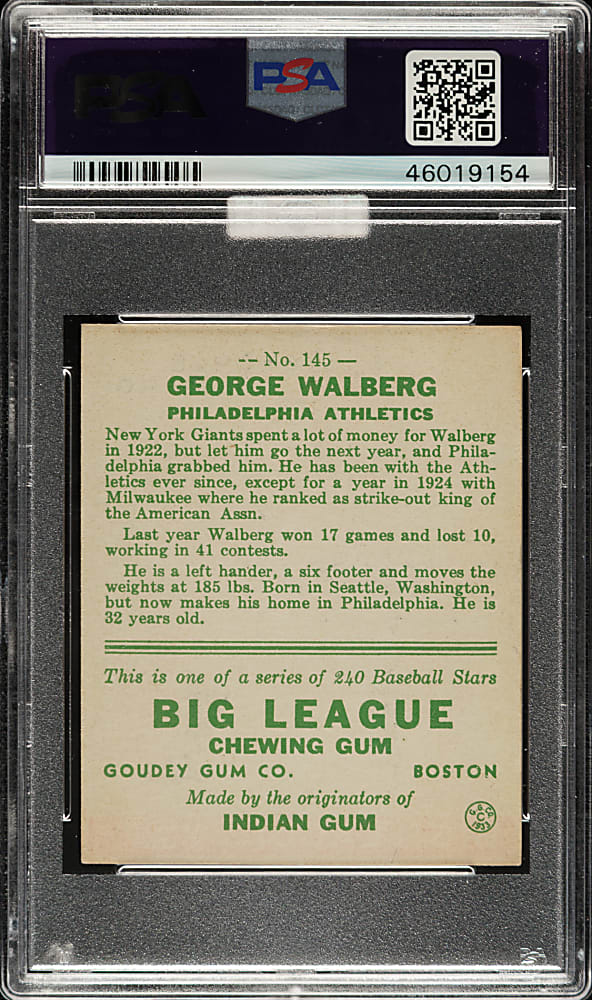 PSA
PSA
46019154
-- No. 145 —
GEORGE WALBERG
PHILADELPHIA ATHLETICS
New York Giants spent a lot of money for Walberg
in 1922, but let him go the next year, and Phila-
delphia grabbed him. He has been with the Ath-
letics ever since, except for a year in 1924 with
Milwaukee where he ranked as strike-out king of
the American Assn.
Last year Walberg won 17 games and lost 10,
working in 41 contests.
He is a left hander, a six footer and moves the
weights at 185 lbs. Born in Seattle, Washington,
but now makes his home in Philadelphia. He is
32 years old.
This is one of a series of 240 Baseball Stars
BIG LEAGUE
CHEWING GUM
GOUDEY GUM CO. BOSTON
Made by the originators of
INDIAN GUM
G. G. CO.
C
1933